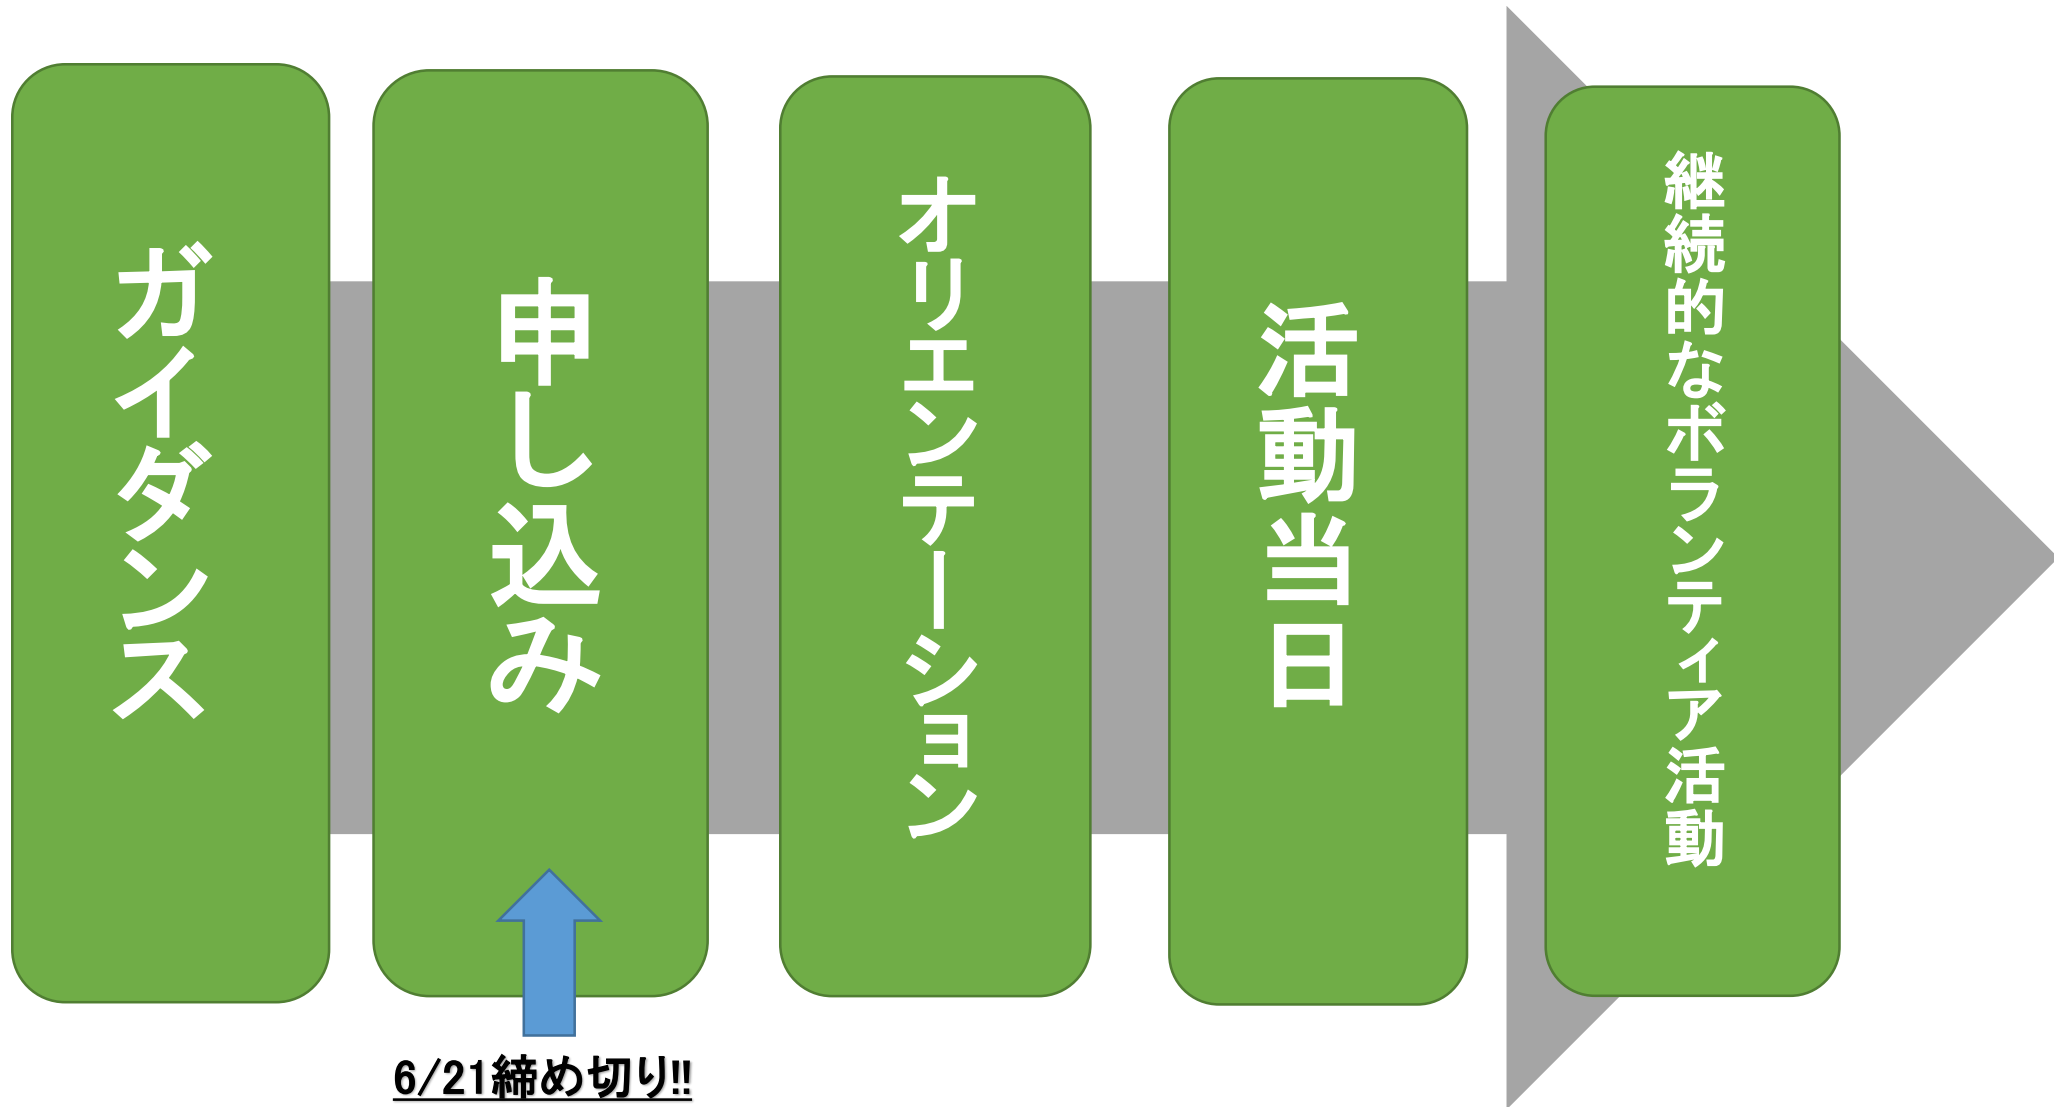 ガイダンス
申し込み
オリエンテーション
活動当日
継続的なボランティア活動
6/21締め切り!!